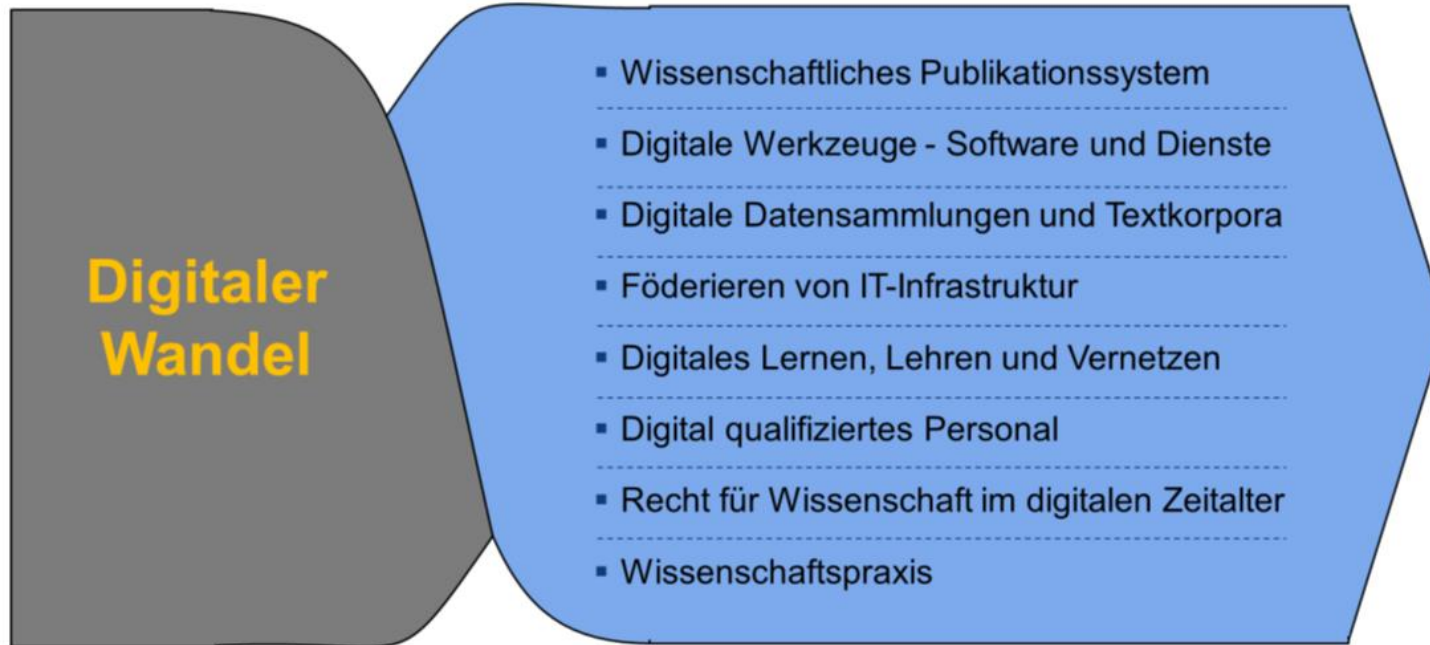 Digitaler
Wandel
▪ Wissenschaftliches Publikationssystem
▪ Digitale Werkzeuge - Software und Dienste
▪ Digitale Datensammlungen und Textkorpora
▪ Föderieren von IT-Infrastruktur
▪ Digitales Lernen, Lehren und Vernetzen
▪ Digital qualifiziertes Personal
▪ Recht für Wissenschaft im digitalen Zeitalter
▪ Wissenschaftspraxis